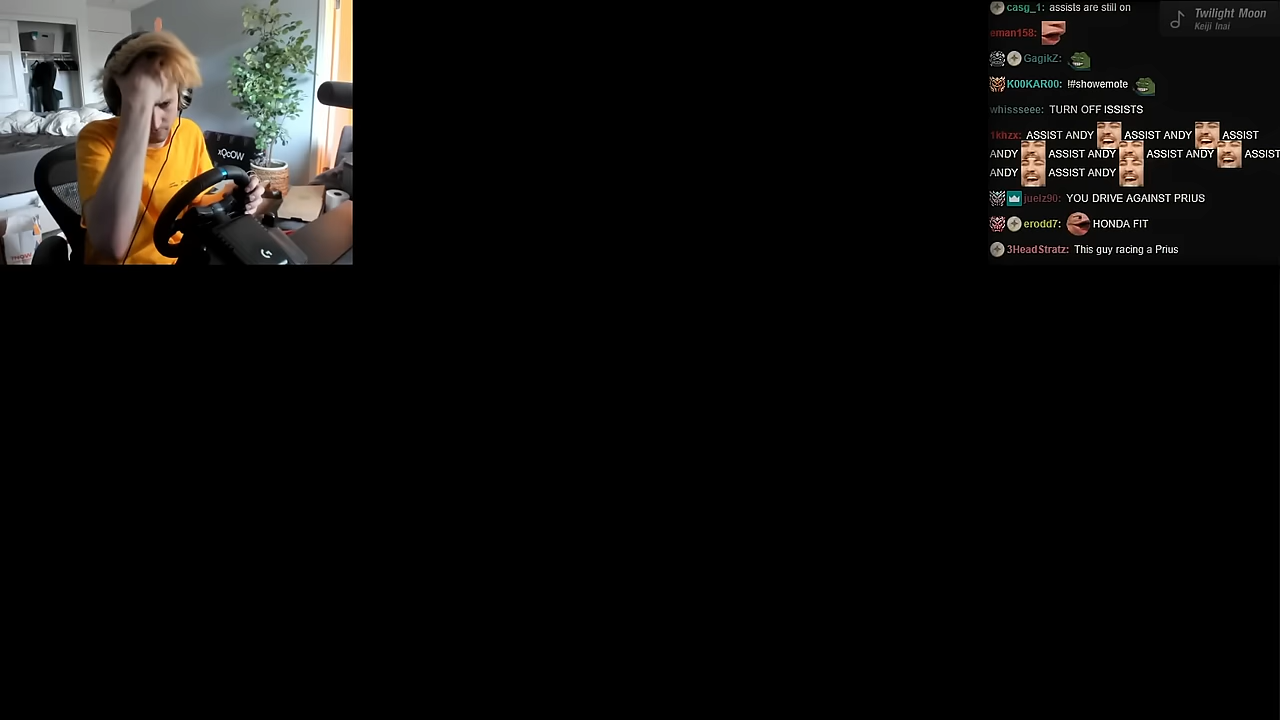 casg_1: assists are still on
Twilight Moon
Keiji Inai
eman158:
GagikZ:
K00KAR00: !#showemote
whissseee: TURN OFF ISSISTS
1khzx: ASSIST ANDY ASSIST ANDY ASSIST
ANDY ASSIST ANDY ASSIST ANDY ASSIST
ANDY ASSIST ANDY
juelz90: YOU DRIVE AGAINST PRIUS
erodd7: HONDA FIT
3HeadStratz: This guy racing a Prius
xQcOW